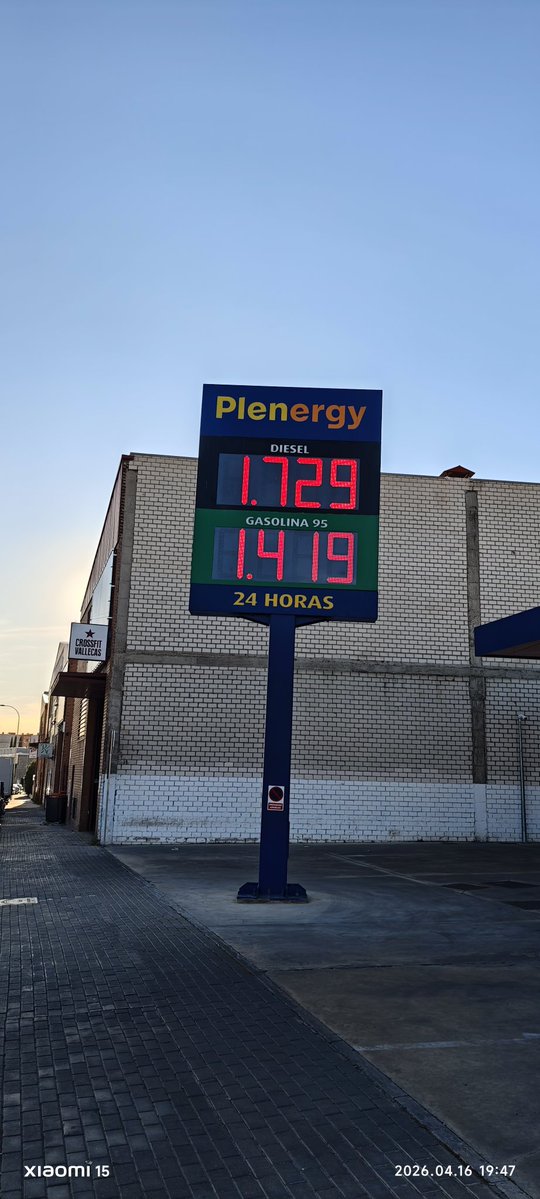 Plenergy
DIESEL
1.729
GASOLINA 95
1.419
24 HORAS
CROSSFIT
VALLECAS
xiaomi 15
2026.04.16 19:47